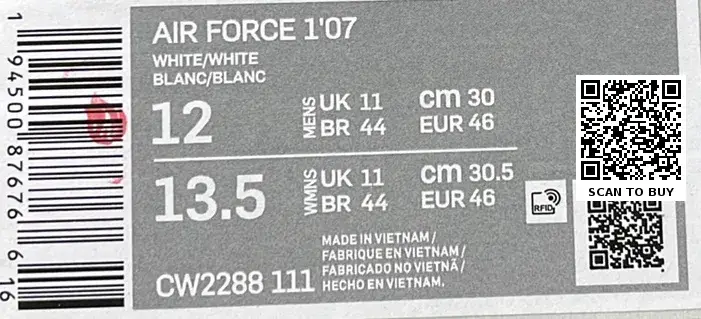 AIR FORCE 1'07
WHITE/WHITE
BLANC/BLANC
12 MENS UK 11 cm 30
BR 44 EUR 46
13.5 WMNS UK 11 cm 30.5
BR 44 EUR 46
RFID
MADE IN VIETNAM /
FABRIQUE EN VIETNAM /
FABRICADO NO VIETNÃ /
HECHO EN VIETNAM.
CW2288 111
SCAN TO BUY
1 94500 87676 6 16